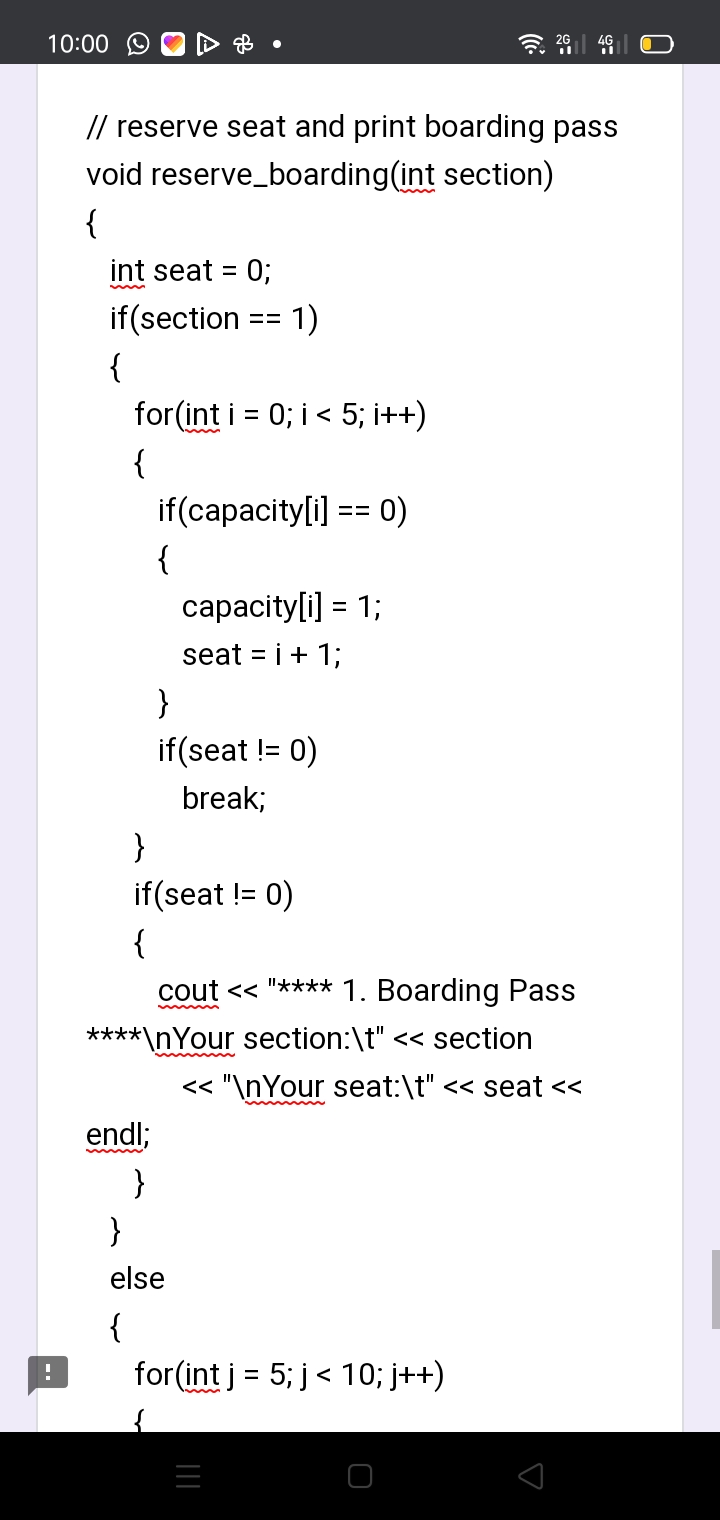 10:00
2G
4G
// reserve seat and print boarding pass
void reserve_boarding(int section)
{
int seat = 0;
if(section == 1)
{
for(int i = 0; i < 5; i++)
{
if(capacity[i] == 0)
{
capacity[i] = 1;
seat = i + 1;
}
if(seat != 0)
break;
}
if(seat != 0)
{
cout << "**** 1. Boarding Pass
****\nYour section:\t" << section
<< "\nYour seat:\t" << seat <<
endl;
}
}
else
{
for(int j = 5; j < 10; j++)
{